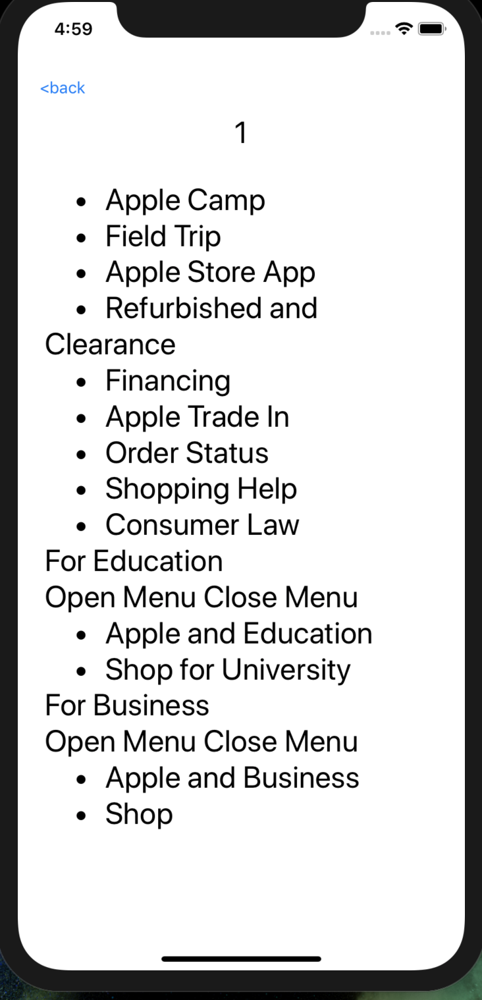 4:59
<back
1
• Apple Camp
• Field Trip
• Apple Store App
• Refurbished and
Clearance
• Financing
• Apple Trade In
• Order Status
• Shopping Help
• Consumer Law
For Education
Open Menu Close Menu
• Apple and Education
• Shop for University
For Business
Open Menu Close Menu
• Apple and Business
• Shop